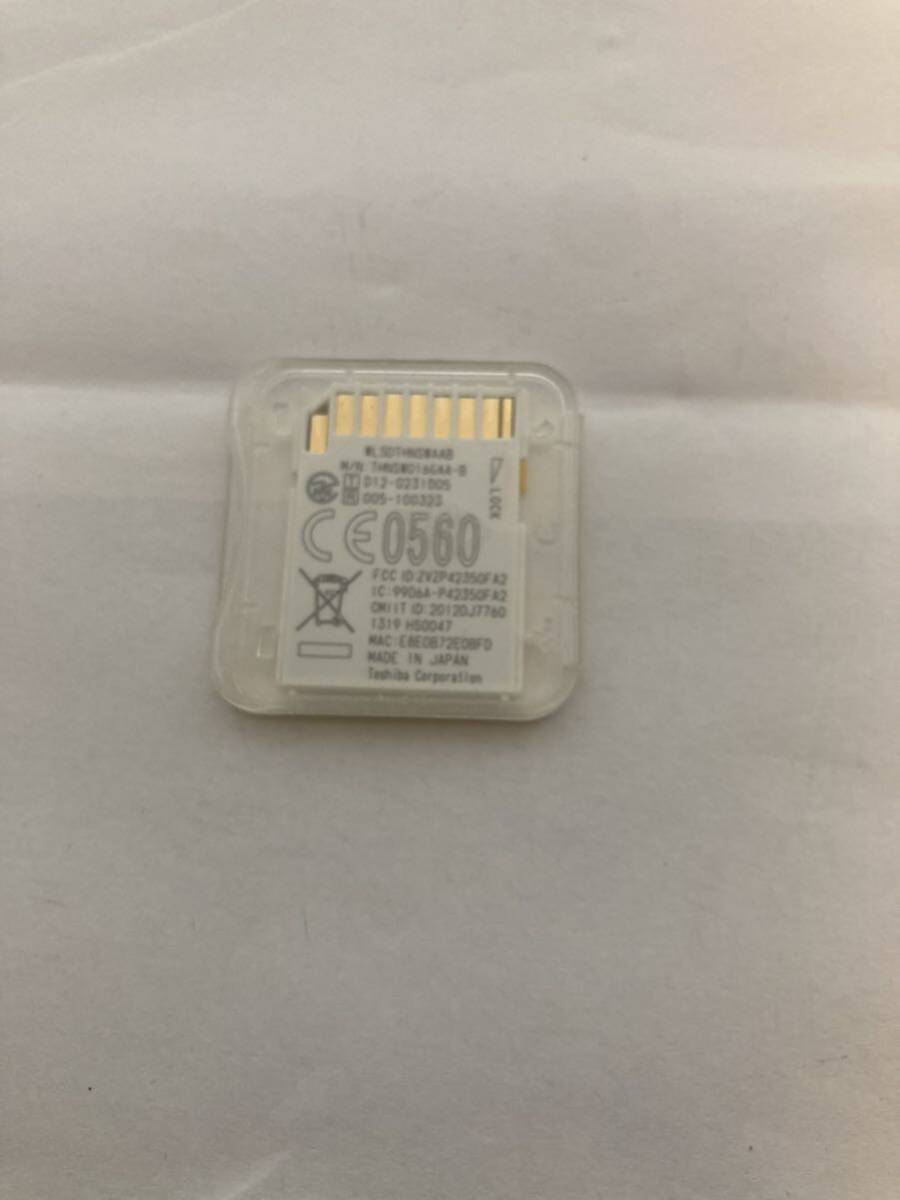 WLSDTHNSWAAB
M/N: THNSW016GAA-B
T D12-0231005
R 005-100323
CE0560
LOCK
FCC ID:ZVZP42350FA2
IC:9906A-P42350FA2
CMIIT ID:2012DJ7760
1319 HS0047
MAC:E8E0B72E0BFD
MADE IN JAPAN
Toshiba Corporation